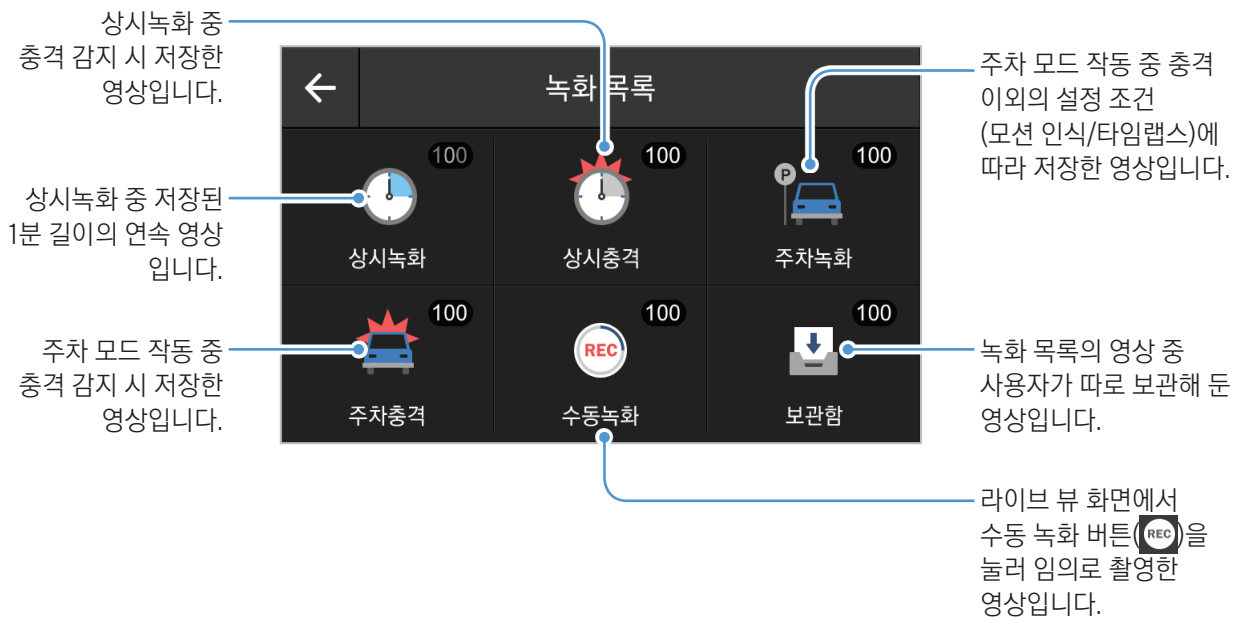 상시녹화 중
충격 감지 시 저장한
영상입니다.
상시녹화 중 저장된
1분 길이의 연속 영상
입니다.
주차 모드 작동 중
충격 감지 시 저장한
영상입니다.
녹화 목록
100
100
100
P
상시녹화
상시충격
주차녹화
100
100
100
REC
주차충격
수동녹화
보관함
주차 모드 작동 중 충격
이외의 설정 조건
(모션 인식/타임랩스)에
따라 저장한 영상입니다.
녹화 목록의 영상 중
사용자가 따로 보관해 둔
영상입니다.
라이브 뷰 화면에서
수동 녹화 버튼(REC)을
눌러 임의로 촬영한
영상입니다.